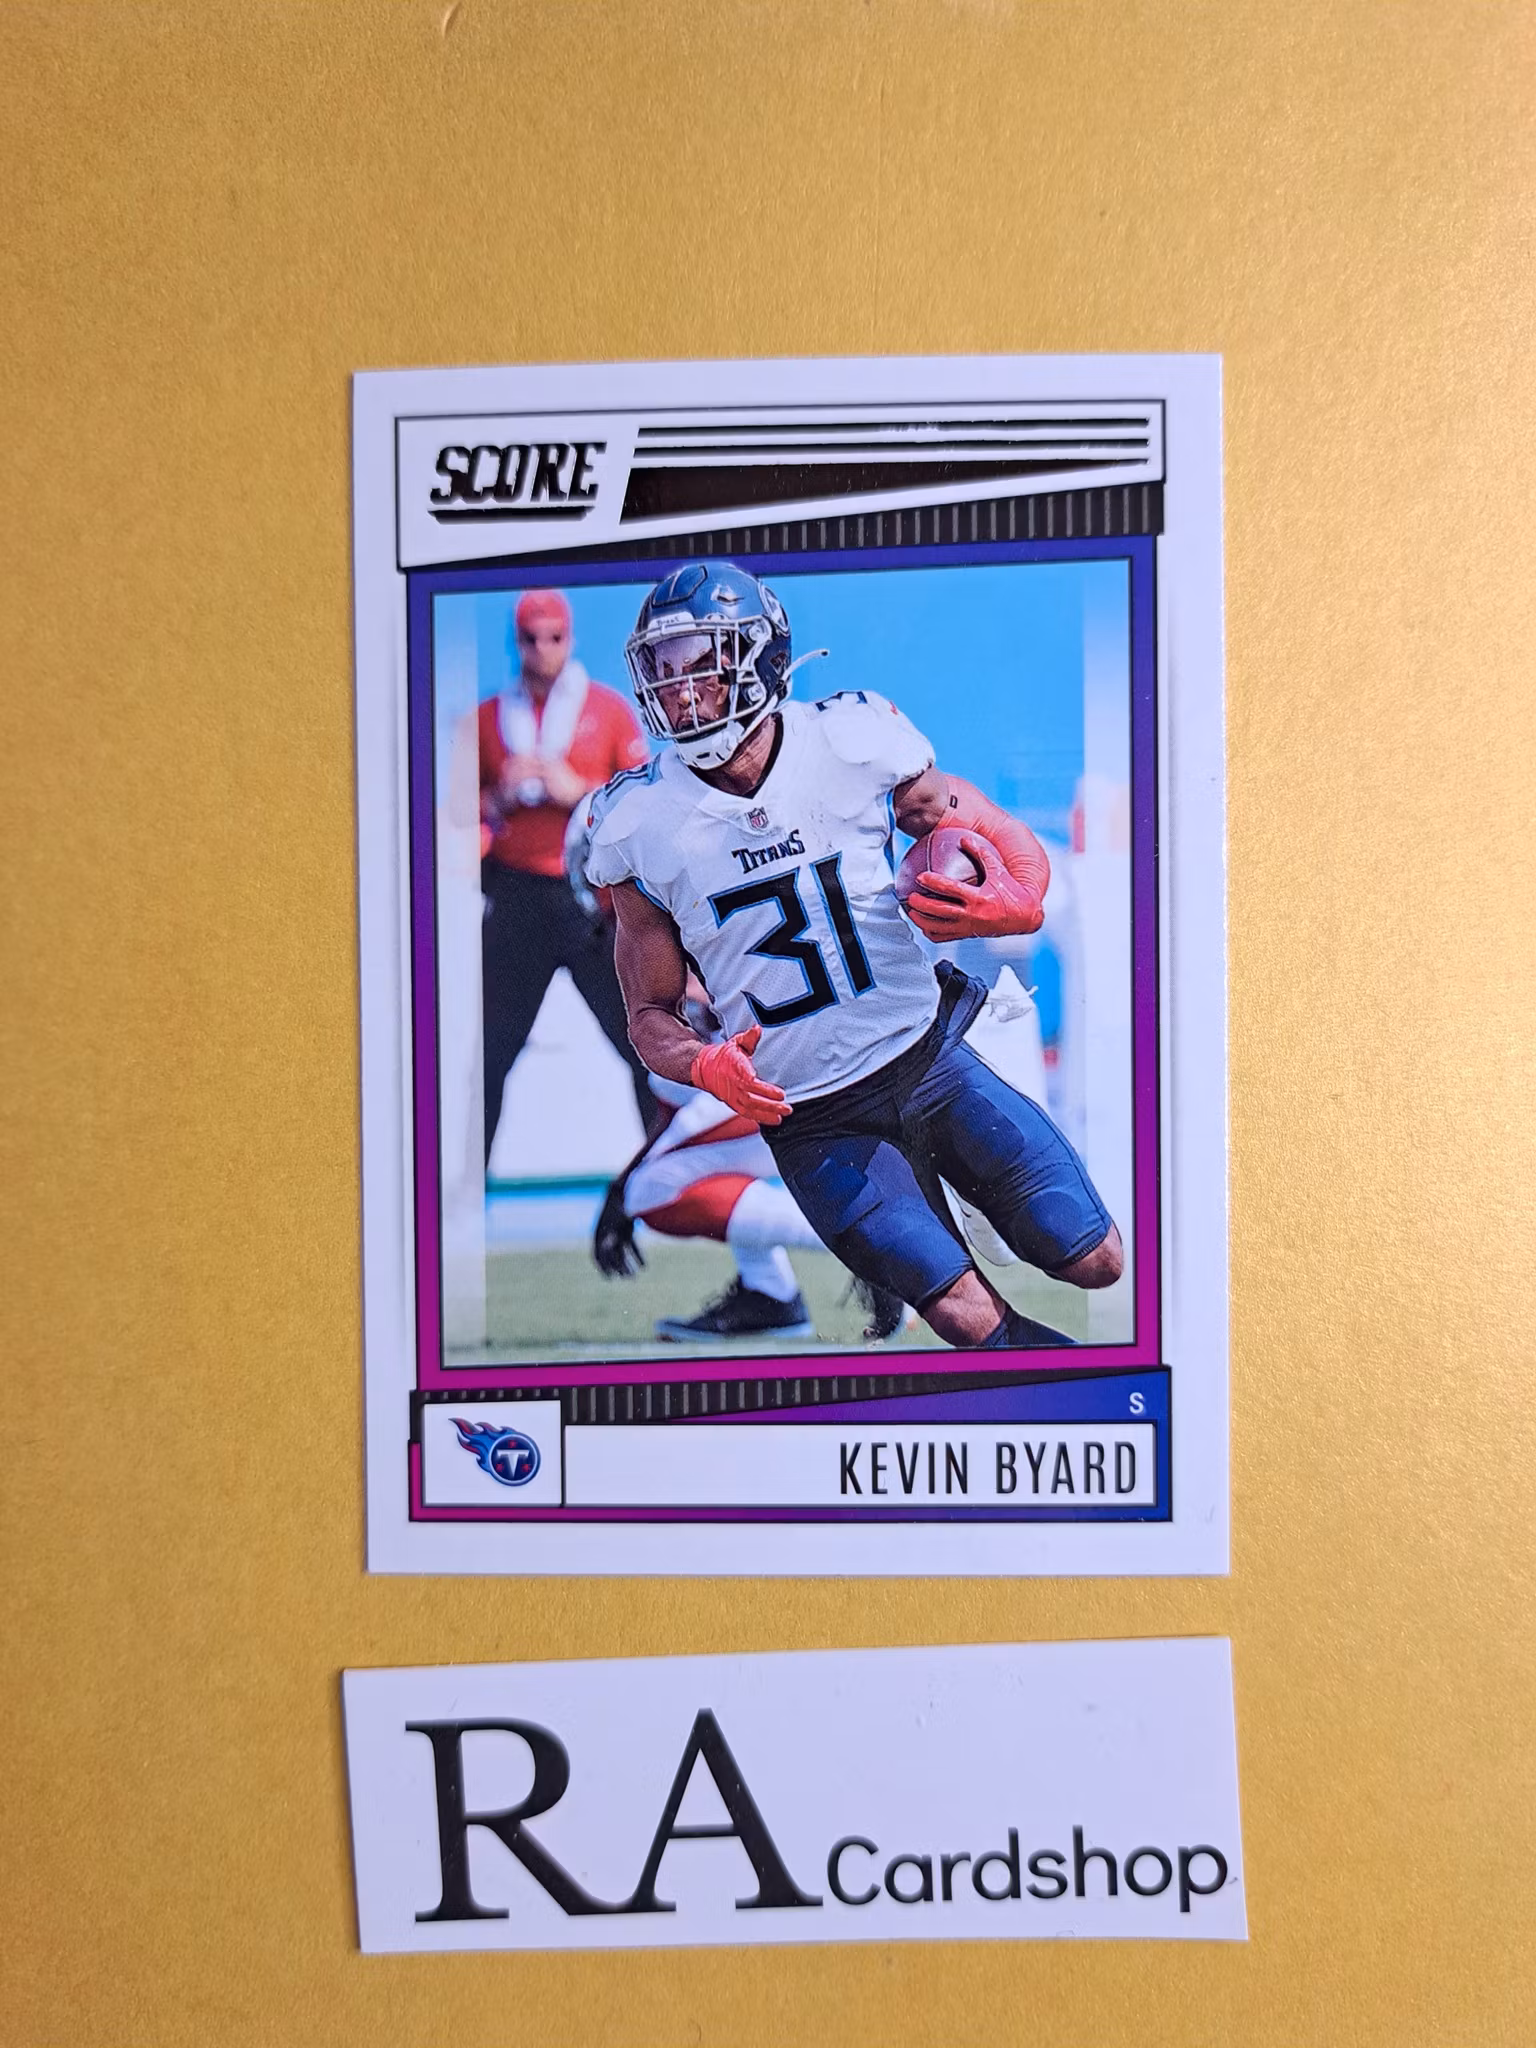 SCORE
TITANS
31
S
T
KEVIN BYARD
RA Cardshop